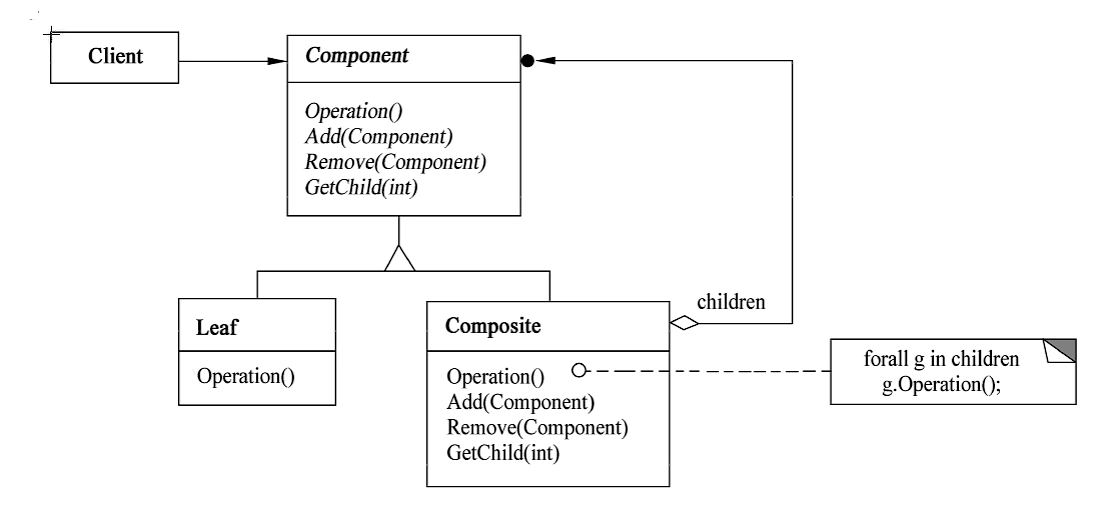 Client
Component
Operation()
Add(Component)
Remove(Component)
GetChild(int)
Leaf
Operation()
Composite
Operation()
Add(Component)
Remove(Component)
GetChild(int)
children
forall g in children
g.Operation();